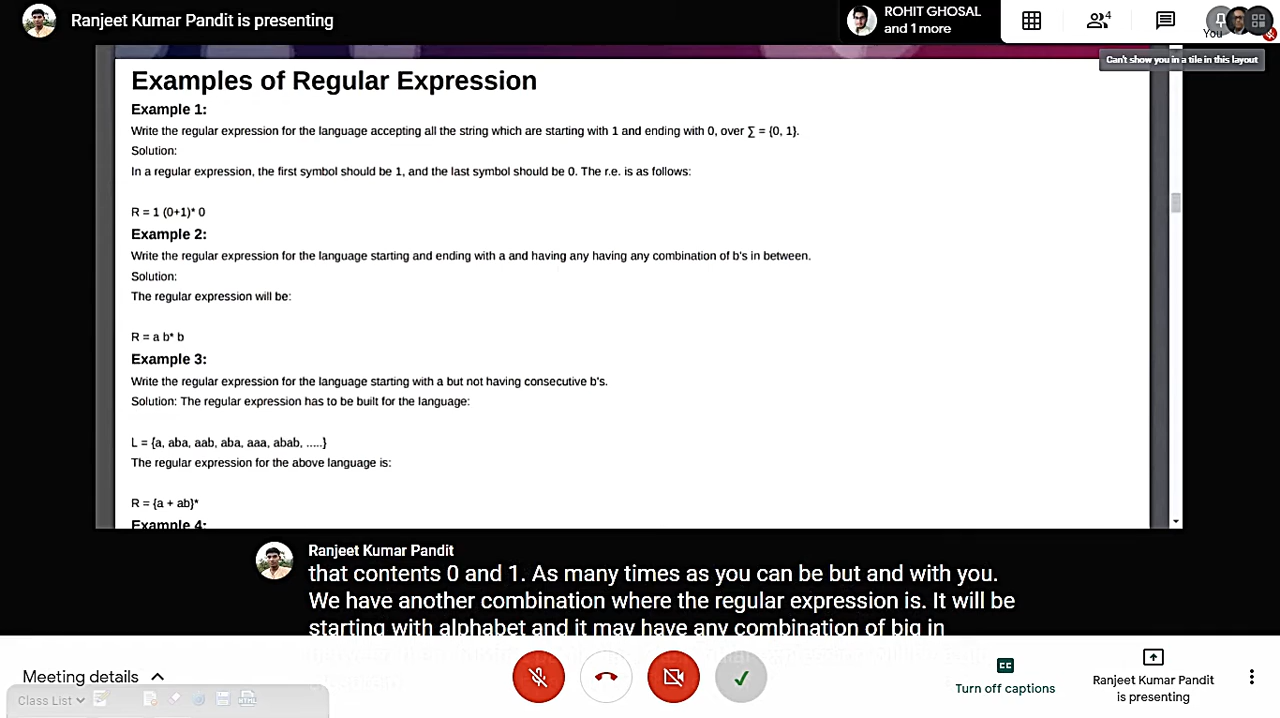 Ranjeet Kumar Pandit is presenting
ROHIT GHOSAL
and 1 more
4
You
Can't show you in a tile in this layout
Examples of Regular Expression
Example 1:
Write the regular expression for the language accepting all the string which are starting with 1 and ending with 0, over ∑ = {0, 1}.
Solution:
In a regular expression, the first symbol should be 1, and the last symbol should be 0. The r.e. is as follows:
R = 1 (0+1)* 0
Example 2:
Write the regular expression for the language starting and ending with a and having any having any combination of b's in between.
Solution:
The regular expression will be:
R = a b* b
Example 3:
Write the regular expression for the language starting with a but not having consecutive b's.
Solution: The regular expression has to be built for the language:
L = {a, aba, aab, aba, aaa, abab, .....}
The regular expression for the above language is:
R = {a + ab}*
Example 4:
Ranjeet Kumar Pandit
that contents 0 and 1. As many times as you can be but and with you.
We have another combination where the regular expression is. It will be
starting with alphabet and it may have any combination of big in
Meeting details
CC
Turn off captions
Ranjeet Kumar Pandit
is presenting
Class List